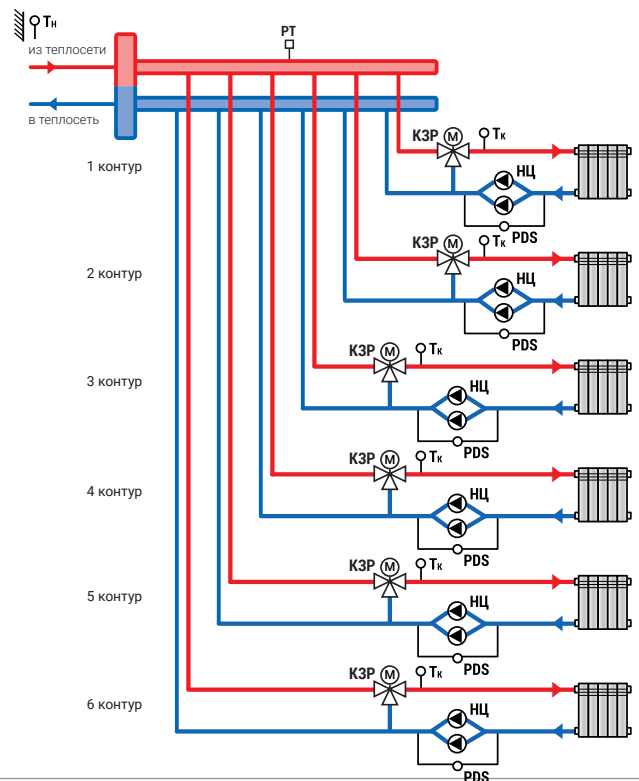 Tн
PT
из теплосети
в теплосеть
КЗР M Tк
1 контур
НЦ
PDS
КЗР M Tк
2 контур
НЦ
PDS
КЗР M Tк
3 контур
НЦ
PDS
КЗР M Tк
4 контур
НЦ
PDS
КЗР M Tк
5 контур
НЦ
PDS
КЗР M Tк
6 контур
НЦ
PDS